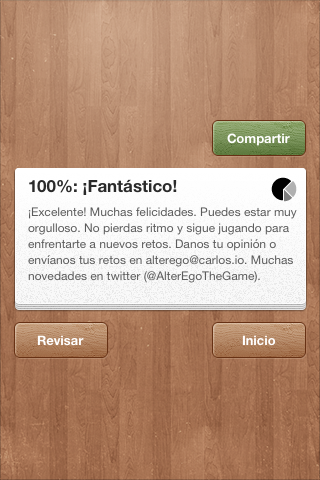 Compartir
100%: ¡Fantástico!
¡Excelente! Muchas felicidades. Puedes estar muy
orgulloso. No pierdas ritmo y sigue jugando para
enfrentarte a nuevos retos. Danos tu opinión o
envíanos tus retos en alterego@carlos.io. Muchas
novedades en twitter (@AlterEgoTheGame).
Revisar
Inicio